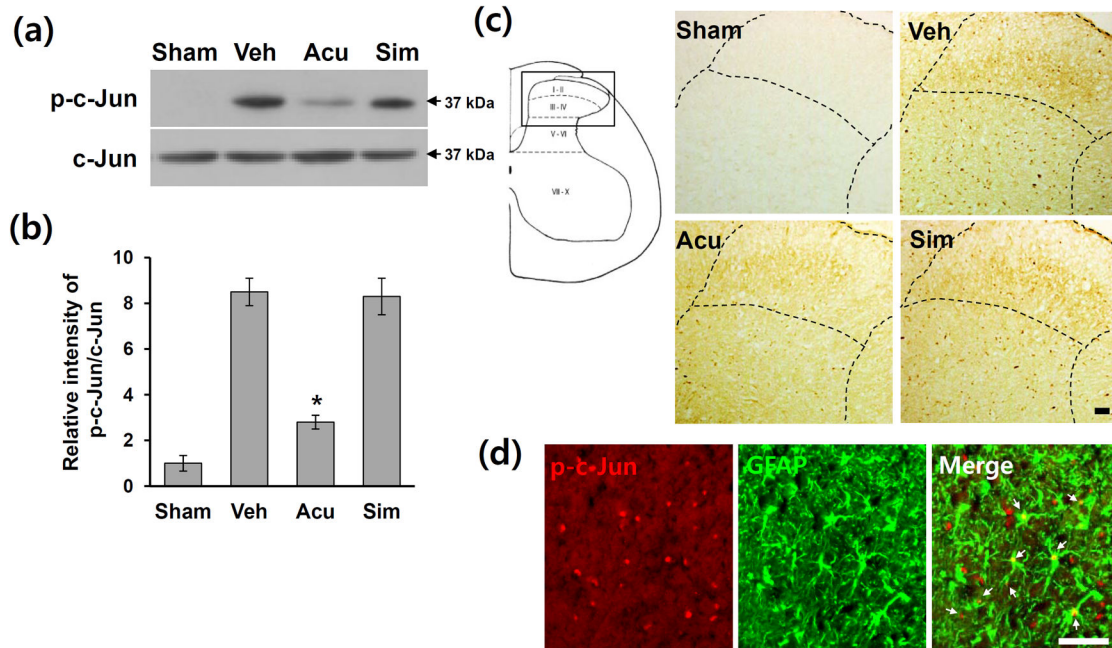 (a)
Sham Veh Acu Sim
p-c-Jun
37 kDa
c-Jun
37 kDa
(b)
Relative intensity of
p-c-Jun/c-Jun
10
8
6
4
2
0
*
Sham Veh Acu Sim
(c)
I - II
III - IV
V - VI
VII - X
Sham
Veh
Acu
Sim
(d)
p-c-Jun
GFAP
Merge